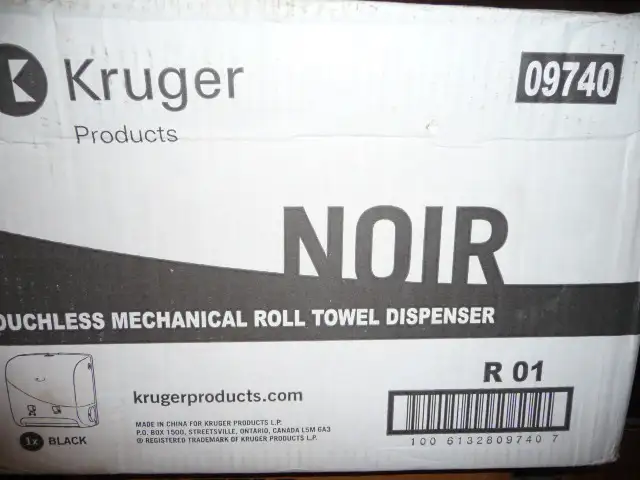 Kruger
Products
09740
NOIR
OUCHLESS MECHANICAL ROLL TOWEL DISPENSER
R 01
krugerproducts.com
1x BLACK
MADE IN CHINA FOR KRUGER PRODUCTS L.P.
P.O. BOX 1500, STREETSVILLE, ONTARIO, CANADA L5M 6A3
® REGISTERED TRADEMARK OF KRUGER PRODUCTS L.P.
100 6132809740 7